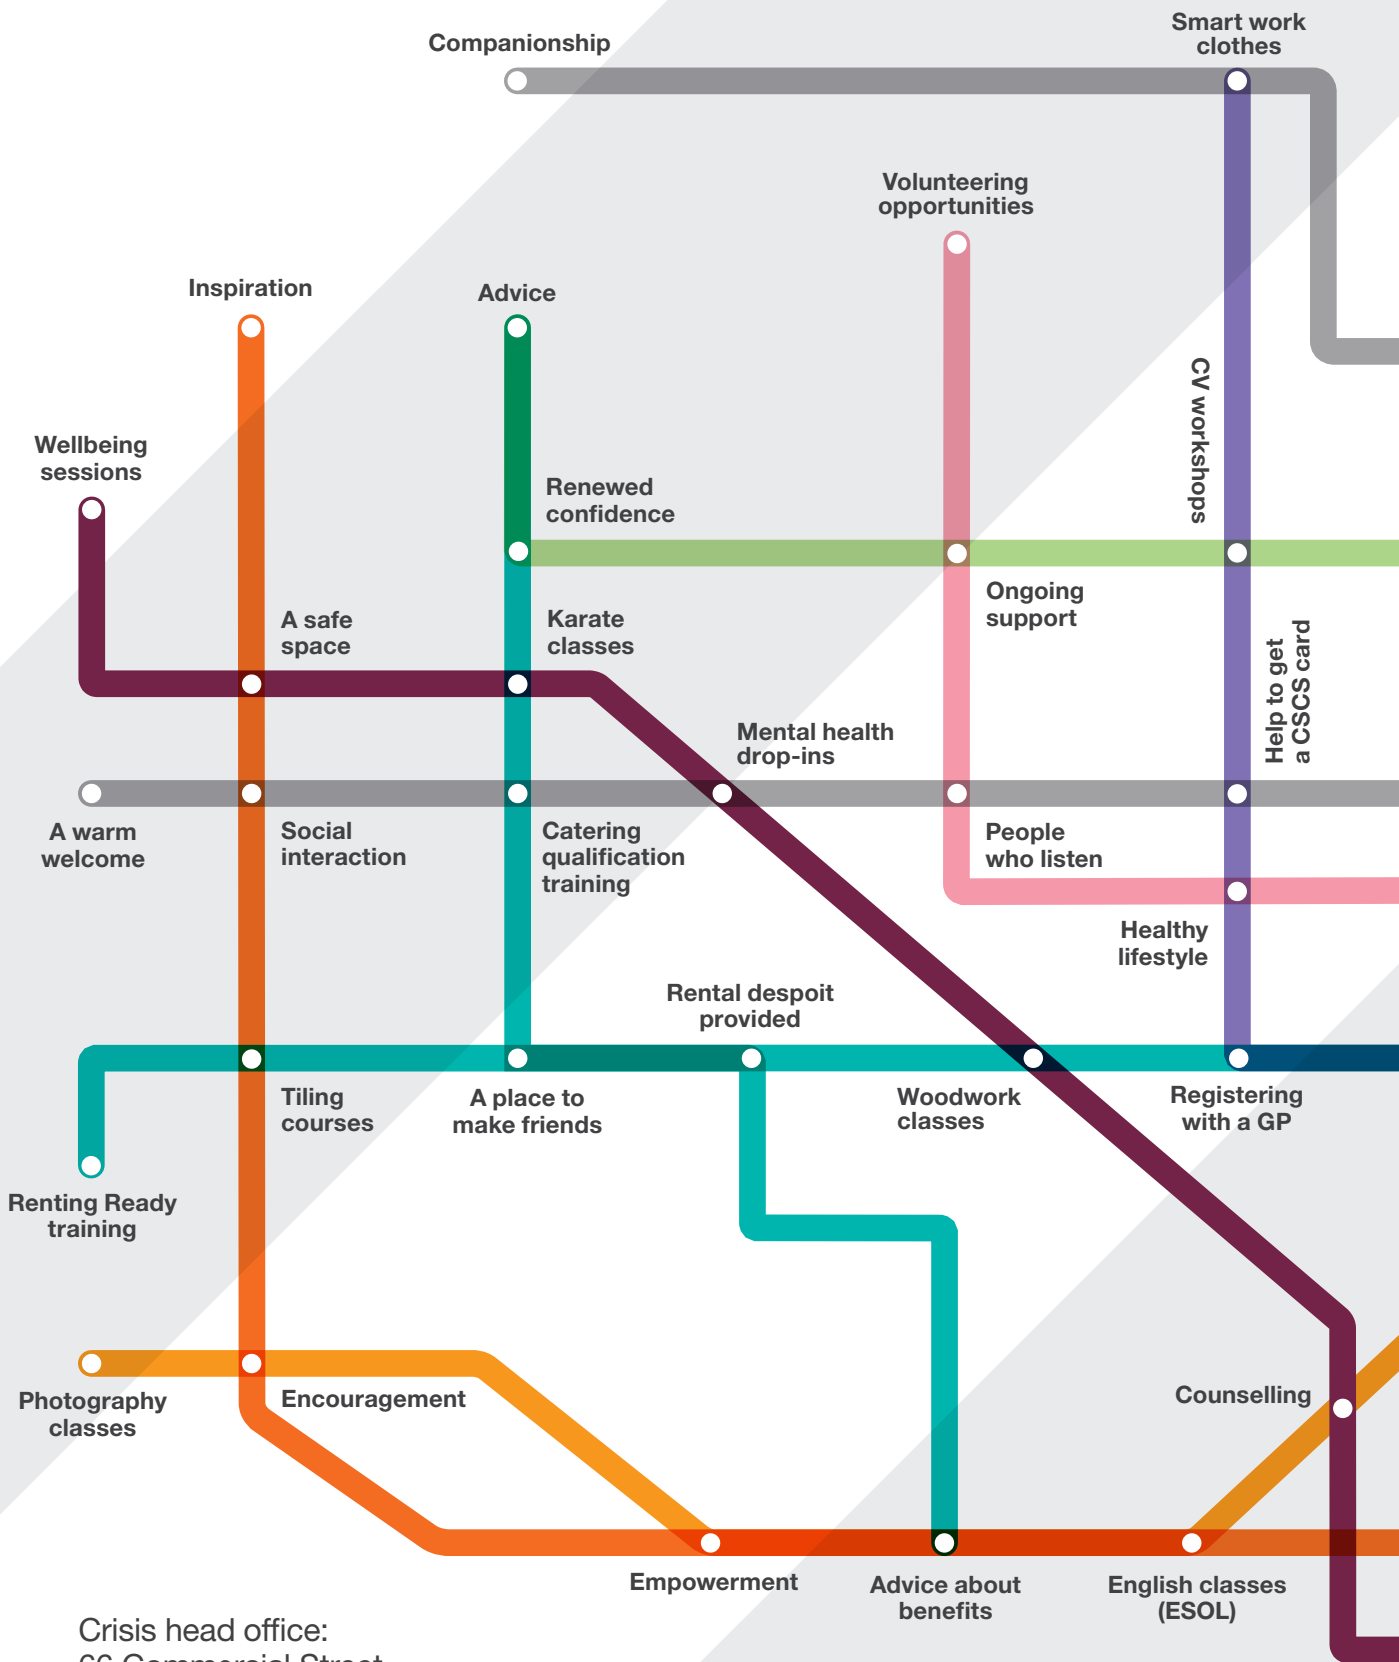 Smart work
clothes
Companionship
Volunteering
opportunities
Inspiration
Advice
CV workshops
Wellbeing
sessions
Renewed
confidence
Ongoing
support
A safe
space
Karate
classes
Help to get
a CSCS card
Mental health
drop-ins
A warm
welcome
Social
interaction
Catering
qualification
training
People
who listen
Healthy
lifestyle
Rental despoit
provided
Tiling
courses
A place to
make friends
Woodwork
classes
Registering
with a GP
Renting Ready
training
Photography
classes
Encouragement
Counselling
Empowerment
Advice about
benefits
English classes
(ESOL)
Crisis head office:
66 Commercial Street